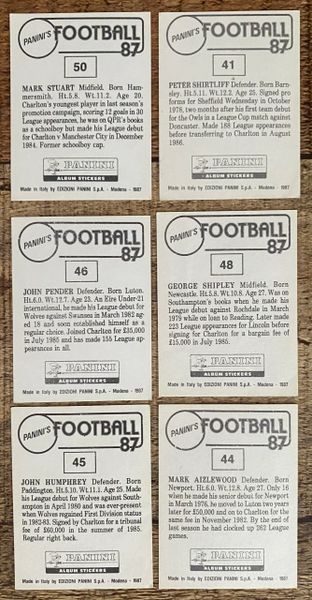 PANINI'S FOOTBALL 87
50
MARK STUART Midfield. Born Ham-
mersmith. Ht.5.8. Wt.11.2. Age 20.
Charlton's youngest player in last season's
promotion campaign, scoring 12 goals in 30
League appearances, he was on QPR's books
as a schoolboy but made his League debut
for Charlton v Manchester City in December
1984. Former schoolboy cap.
PANINI
ALBUM STICKERS
Made in Italy by EDIZIONI PANINI S.p.A. - Modena - 1987
PANINI'S FOOTBALL 87
41
PETER SHIRTLIFF Defender. Born Barn-
sley. Ht.5.11. Wt.12.2. Age 25. Signed pro
forms for Sheffield Wednesday in October
1978, two months after his first team debut
for the Owls in a League Cup match against
Doncaster. Made 188 League appearances
before transferring to Charlton in August
1986.
PANINI
ALBUM STICKERS
Made in Italy by EDIZIONI PANINI S.p.A. - Modena - 1987
PANINI'S FOOTBALL 87
46
JOHN PENDER Defender. Born Luton.
Ht.6.0. Wt.12.7. Age 23. An Eire Under-21
international, he made his League debut for
Wolves against Swansea in March 1982 aged
18 and soon established himself as a
regular choice. Joined Charlton for £35,000
in July 1985 and has made 155 League ap-
pearances in all.
PANINI
ALBUM STICKERS
Made in Italy by EDIZIONI PANINI S.p.A. - Modena - 1987
PANINI'S FOOTBALL 87
48
GEORGE SHIPLEY Midfield. Born
Newcastle. Ht.5.8. Wt.10.8. Age 27. Was on
Southampton's books when he made his
League debut against Rochdale in March
1979 while on loan to Reading. Later made
223 League appearances for Lincoln before
signing for Charlton for a bargain fee of
£15,000 in July 1985.
PANINI
ALBUM STICKERS
Made in Italy by EDIZIONI PANINI S.p.A. - Modena - 1987
PANINI'S FOOTBALL 87
45
JOHN HUMPHREY Defender. Born
Paddington. Ht.5.10. Wt.11.1. Age 25. Made
his League debut for Wolves against South-
ampton in April 1980 and was ever-present
when Wolves regained First Division status
in 1982-83. Signed by Charlton for a tribunal
fee of £60,000 in the summer of 1985.
Regular right back.
PANINI
ALBUM STICKERS
Made in Italy by EDIZIONI PANINI S.p.A. - Modena - 1987
PANINI'S FOOTBALL 87
44
MARK AIZLEWOOD Defender. Born
Newport. Ht.6.0. Wt.12.8. Age 27. Only 16
when he made his senior debut for Newport
in March 1976, he moved to Luton two years
later for £50,000 and on to Charlton for the
same fee in November 1982. By the end of
last season he had clocked up 262 League
games.
PANINI
ALBUM STICKERS
Made in Italy by EDIZIONI PANINI S.p.A. - Modena - 1987